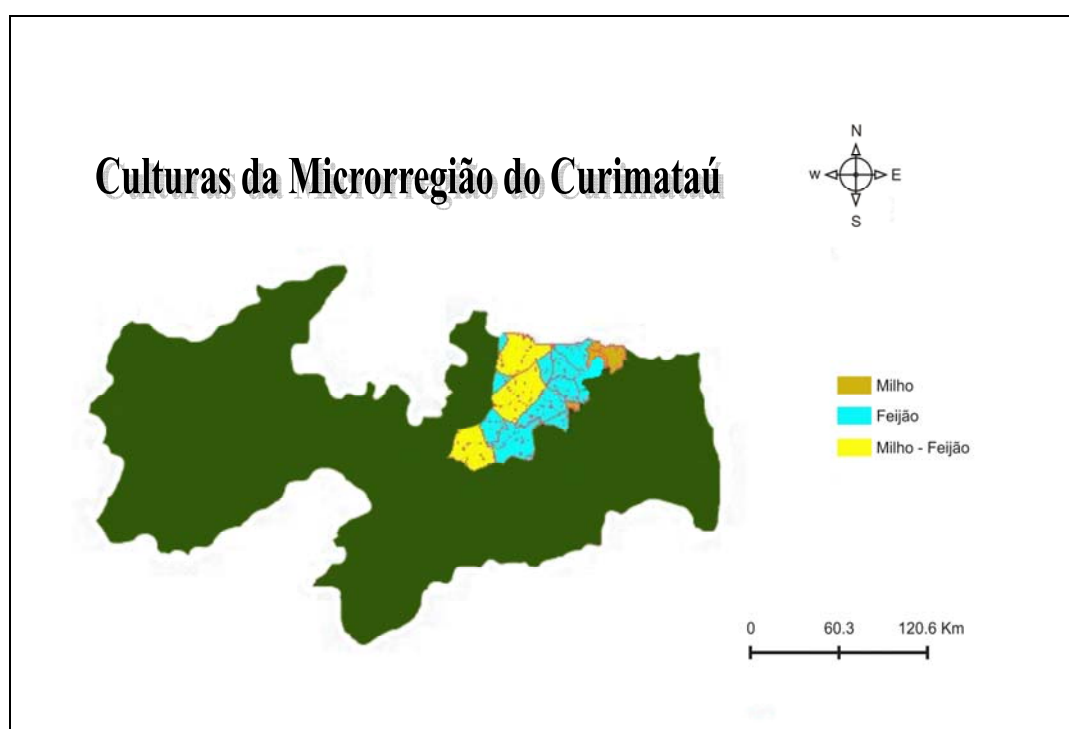 Culturas da Microrregião do Curimataú
N
W E
S
Milho
Feijão
Milho - Feijão
0 60.3 120.6 Km